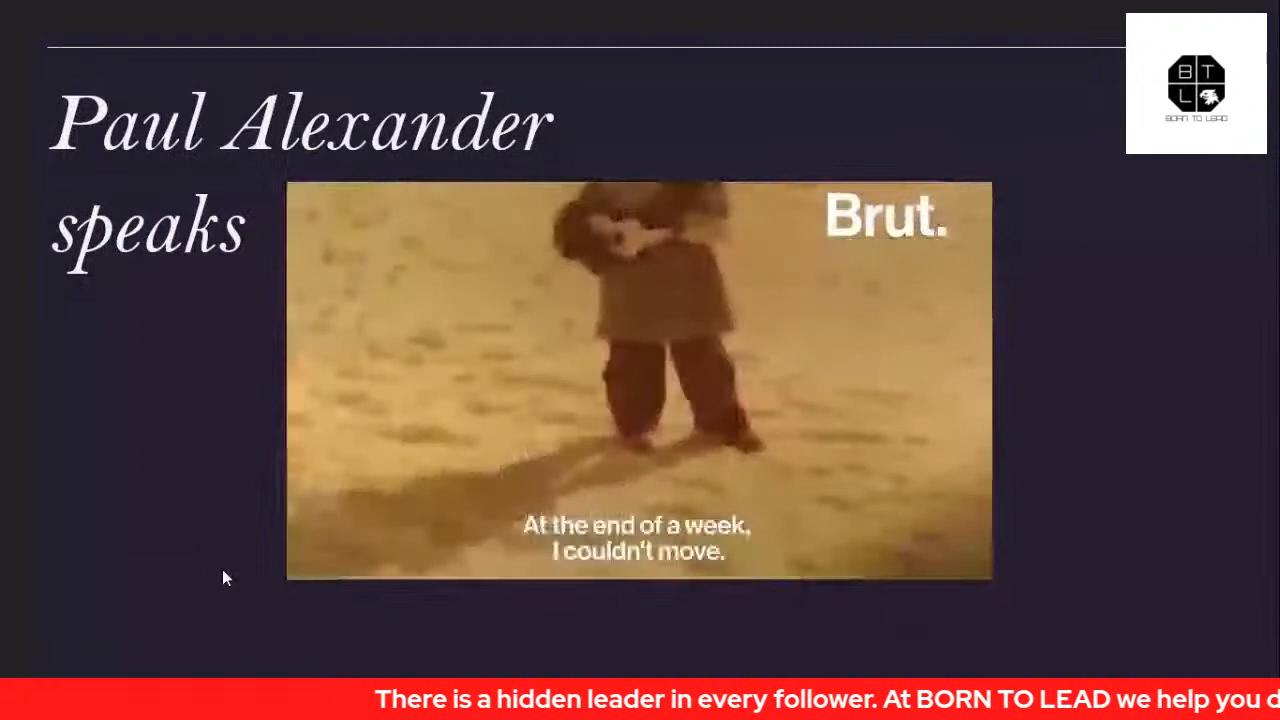 Paul Alexander
speaks
Brut.
At the end of a week,
I couldn't move.
B T
L
BORN TO LEAD
There is a hidden leader in every follower. At BORN TO LEAD we help you d